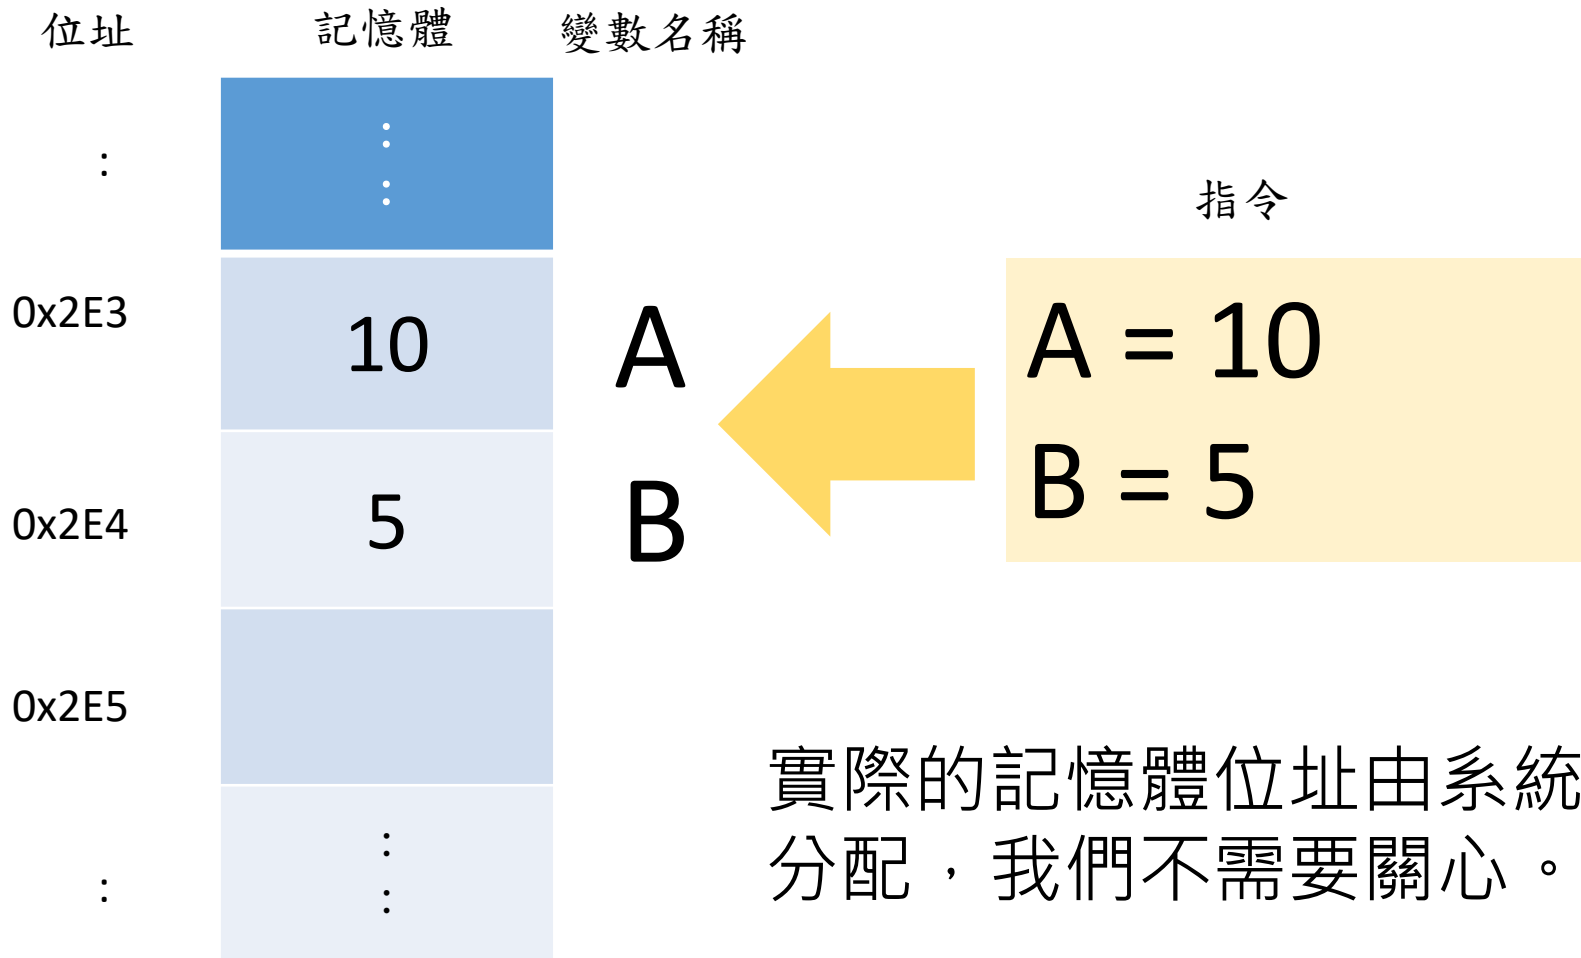 位址 記憶體 變數名稱
:
:
:
指令
0x2E3 10 A
A = 10
0x2E4 5 B
B = 5
0x2E5
實際的記憶體位址由系統
分配，我們不需要關心。
:
:
: